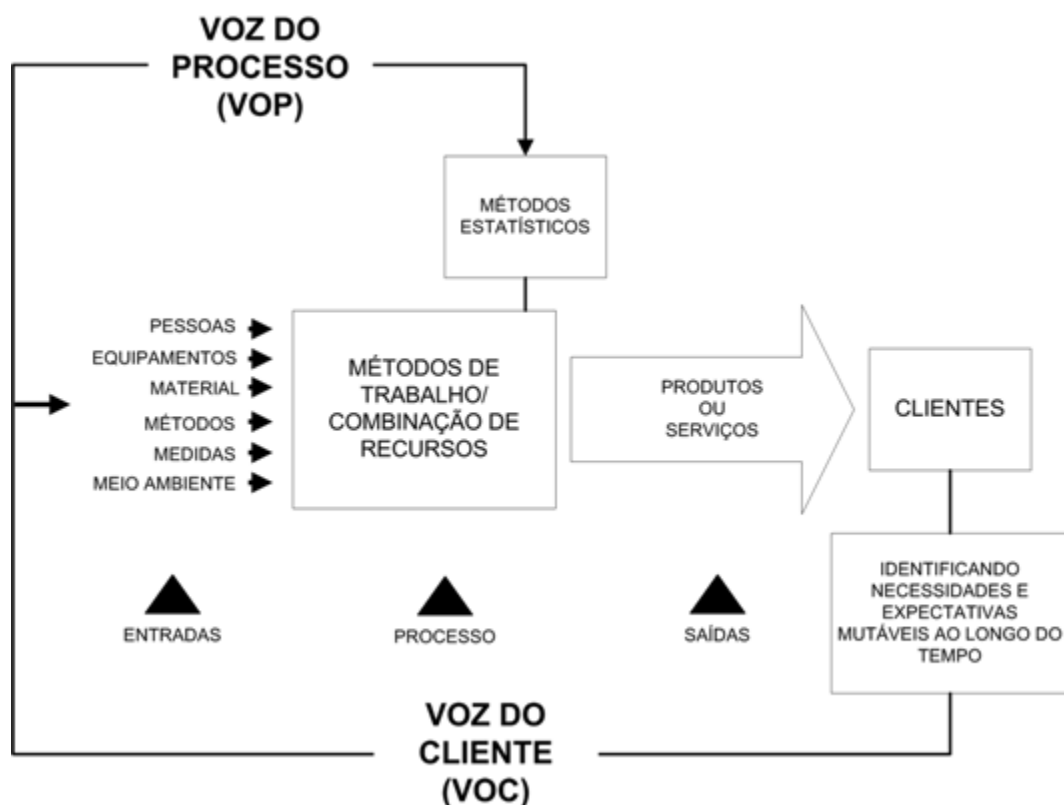 VOZ DO
PROCESSO
(VOP)
MÉTODOS
ESTATÍSTICOS
PESSOAS
EQUIPAMENTOS
MATERIAL
MÉTODOS
MEDIDAS
MEIO AMBIENTE
MÉTODOS DE
TRABALHO/
COMBINAÇÃO DE
RECURSOS
PRODUTOS
OU
SERVIÇOS
CLIENTES
IDENTIFICANDO
NECESSIDADES E
EXPECTATIVAS
MUTÁVEIS AO LONGO DO
TEMPO
ENTRADAS
PROCESSO
SAÍDAS
VOZ DO
CLIENTE
(VOC)